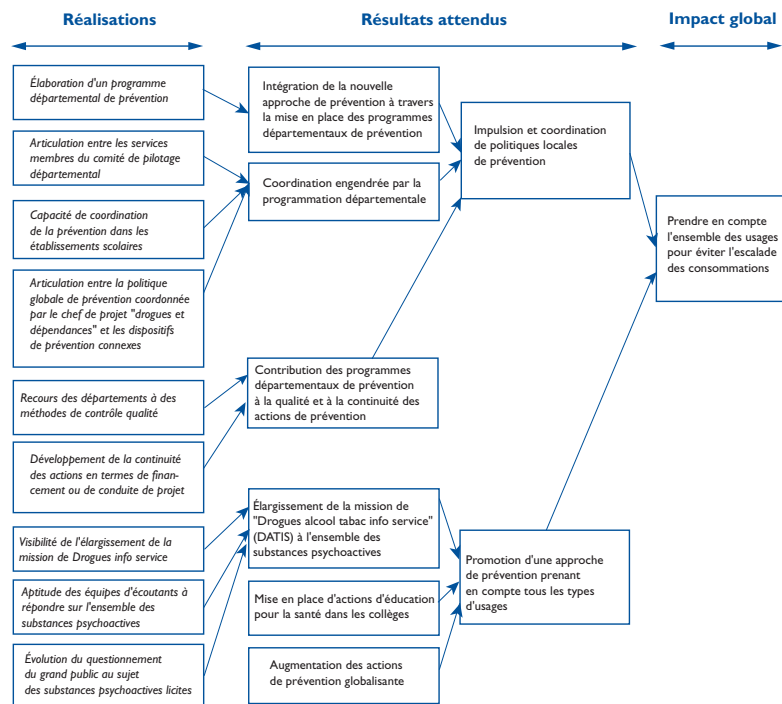 Réalisations
Résultats attendus
Impact global
Élaboration d'un programme
départemental de prévention
Articulation entre les services
membres du comité de pilotage
départemental
Capacité de coordination
de la prévention dans les
établissements scolaires
Articulation entre la politique
globale de prévention coordonnée
par le chef de projet "drogues et
dépendances" et les dispositifs
de prévention connexes
Recours des départements à des
méthodes de contrôle qualité
Développement de la continuité
des actions en termes de finan-
cement ou de conduite de projet
Visibilité de l'élargissement de la
mission de Drogues info service
Aptitude des équipes d'écoutants à
répondre sur l'ensemble des
substances psychoactives
Évolution du questionnement
du grand public au sujet
des substances psychoactives licites
Intégration de la nouvelle
approche de prévention à travers
la mise en place des programmes
départementaux de prévention
Coordination engendrée par la
programmation départementale
Contribution des programmes
départementaux de prévention
à la qualité et à la continuité des
actions de prévention
Élargissement de la mission de
"Drogues alcool tabac info service"
(DATIS) à l'ensemble des
substances psychoactives
Mise en place d'actions d'éducation
pour la santé dans les collèges
Augmentation des actions
de prévention globalisante
Impulsion et coordination
de politiques locales
de prévention
Promotion d'une approche
de prévention prenant
en compte tous les types
d'usages
Prendre en compte
l'ensemble des usages
pour éviter l'escalade
des consommations